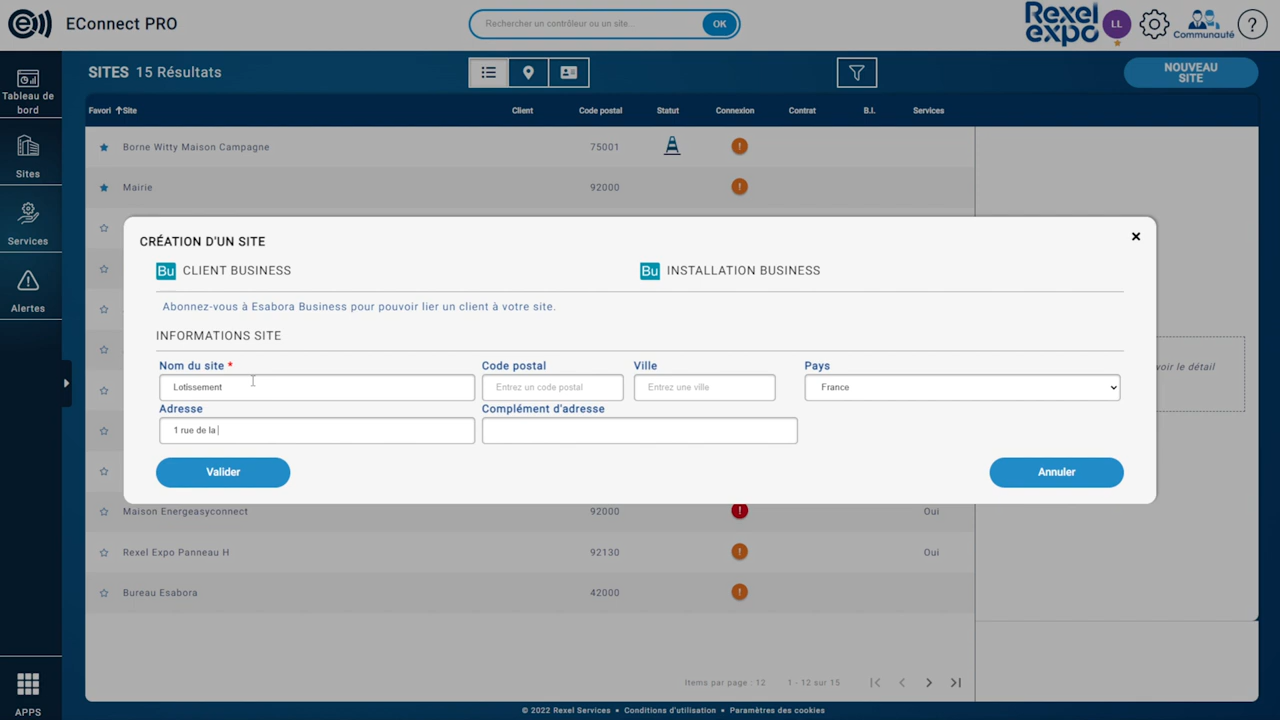 EConnect PRO
Rechercher un contrôleur ou un site...
OK
Rexel expo
LL
Communauté
?
Tableau de bord
Sites
Services
Alertes
APPS
SITES 15 Résultats
NOUVEAU SITE
Favori Site Client Code postal Statut Connexion Contrat B.I. Services
Borne Witty Maison Campagne 75001
Mairie 92000
CRÉATION D'UN SITE
Bu CLIENT BUSINESS
Bu INSTALLATION BUSINESS
Abonnez-vous à Esabora Business pour pouvoir lier un client à votre site.
INFORMATIONS SITE
Nom du site * Code postal Ville Pays
Lotissement Entrez un code postal Entrez une ville France
Adresse Complément d'adresse
1 rue de la
Valider Annuler
voir le détail
Maison Energeasyconnect 92000 Oui
Rexel Expo Panneau H 92130 Oui
Bureau Esabora 42000
Items par page : 12 1 - 12 sur 15
© 2022 Rexel Services • Conditions d'utilisation • Paramètres des cookies